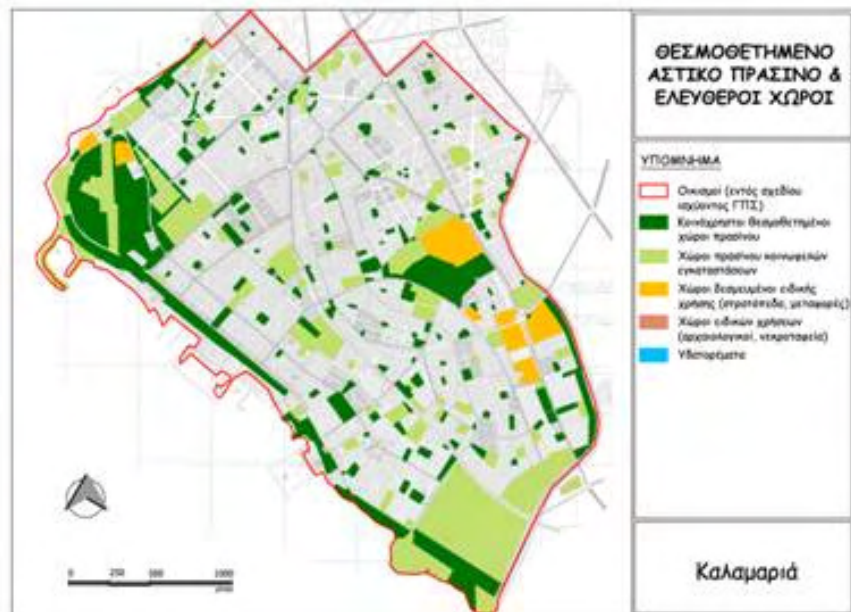 ΘΕΣΜΟΘΕΤΗΜΕΝΟ
ΑΣΤΙΚΟ ΠΡΑΣΙΝΟ &
ΕΛΕΥΘΕΡΟΙ ΧΩΡΟΙ
ΥΠΟΜΝΗΜΑ
Οικισμοί (εντός σχεδίου
ισχύοντος ΓΠΣ)
Κοινόχρηστοι θεσμοθετημένοι
χώροι πρασίνου
Χώροι πρασίνου κοινωφελών
εγκαταστάσεων
Χώροι δεσμευμένοι ειδικής
χρήσης (στρατόπεδα, μεταφορές)
Χώροι ειδικών χρήσεων
(αρχαιολογικοί, νεκροταφεία)
Υδατορέματα
0 250 500 1000
Καλαμαριά